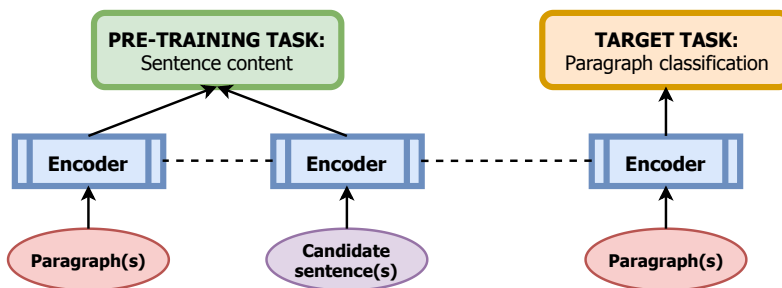 PRE-TRAINING TASK:
Sentence content
TARGET TASK:
Paragraph classification
Encoder
Encoder
Encoder
Paragraph(s)
Candidate
sentence(s)
Paragraph(s)